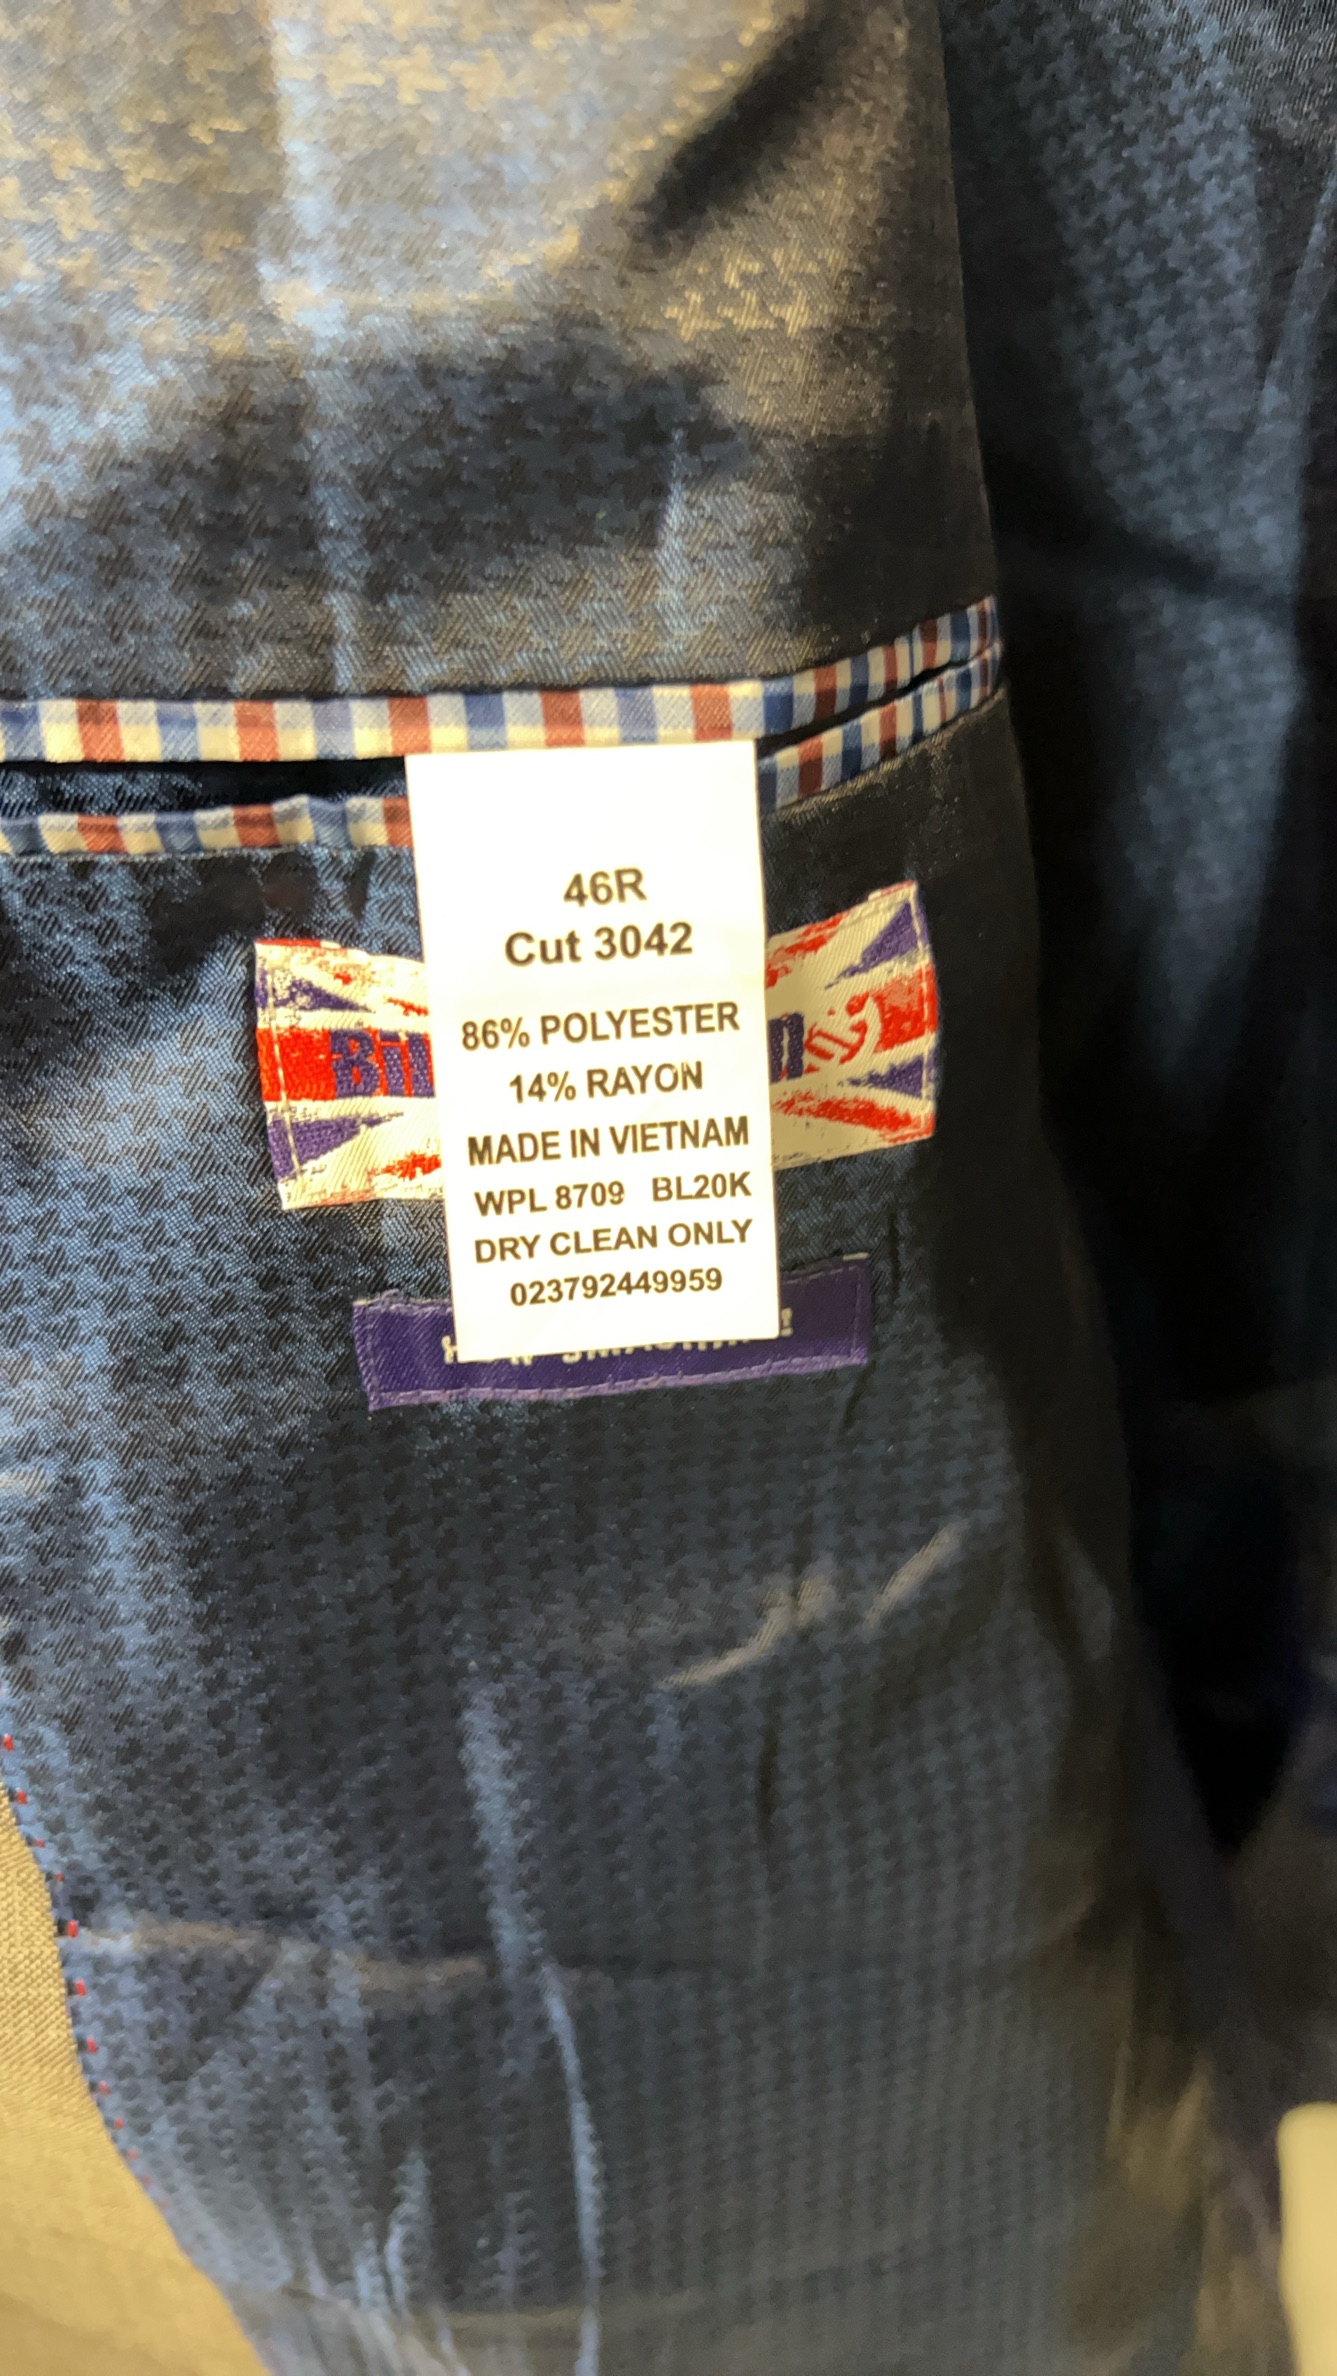 46R
Cut 3042
86% POLYESTER
14% RAYON
MADE IN VIETNAM
WPL 8709 BL20K
DRY CLEAN ONLY
023792449959